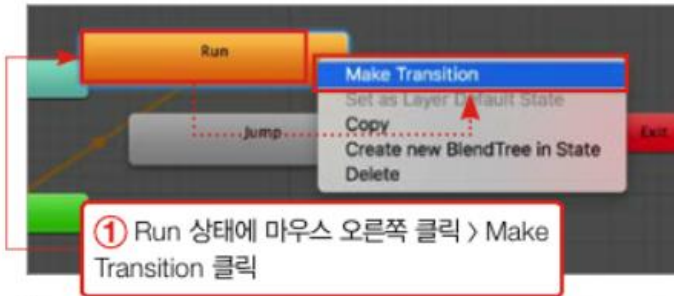 Run
Make Transition
Set as Layer Default State
Jump
Copy
Exit
Create new BlendTree in State
Delete
① Run 상태에 마우스 오른쪽 클릭 > Make
Transition 클릭